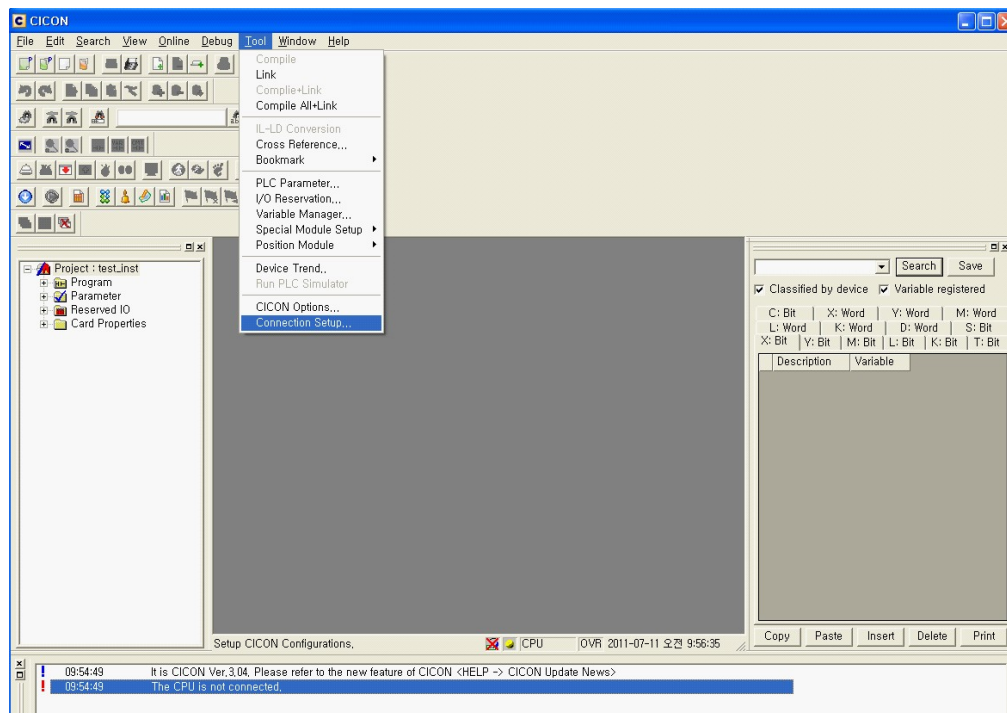 CICON
File Edit Search View Online Debug Tool Window Help
Compile
Link
Complie+Link
Compile All+Link
IL-LD Conversion
Cross Reference...
Bookmark
PLC Parameter...
I/O Reservation...
Variable Manager...
Special Module Setup
Position Module
Device Trend..
Run PLC Simulator
CICON Options...
Connection Setup...
Project : test_inst
Program
Parameter
Reserved IO
Card Properties
Search Save
Classified by device Variable registered
C: Bit X: Word Y: Word M: Word
L: Word K: Word D: Word S: Bit
X: Bit Y: Bit M: Bit L: Bit K: Bit T: Bit
Description Variable
Copy Paste Insert Delete Print
Setup CICON Configurations. CPU OVR 2011-07-11 오전 9:56:35
09:54:49 It is CICON Ver.3.04, Please refer to the new feature of CICON <HELP -> CICON Update News>
09:54:49 The CPU is not connected.